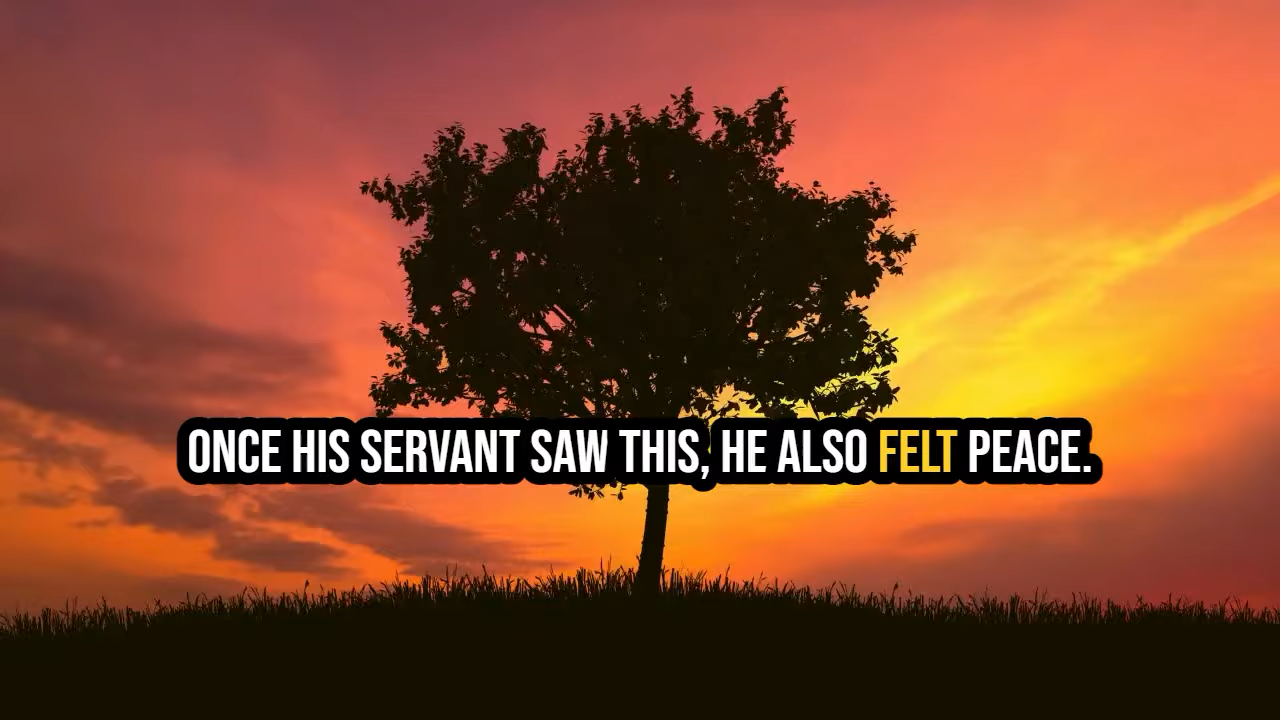 ONCE HIS SERVANT SAW THIS, HE ALSO FELT PEACE.